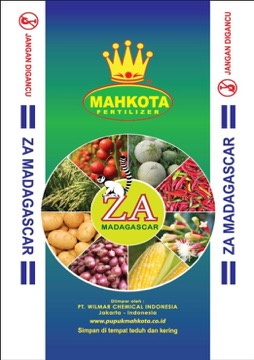 JANGAN DIGANCU
ZA MADAGASCAR
MAHKOTA
FERTILIZER
ZA
MADAGASCAR
Diimpor oleh :
PT. WILMAR CHEMICAL INDONESIA
Jakarta - Indonesia
www.pupukmahkota.co.id
Simpan di tempat teduh dan kering
JANGAN DIGANCU
ZA MADAGASCAR